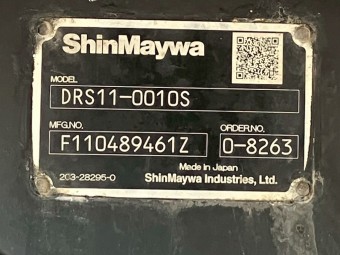 ShinMaywa
MODEL
DRS11-0010S
MFG.NO. ORDER.NO.
F110489461Z 0-8263
Made in Japan
203-28295-0 ShinMaywa Industries, Ltd.